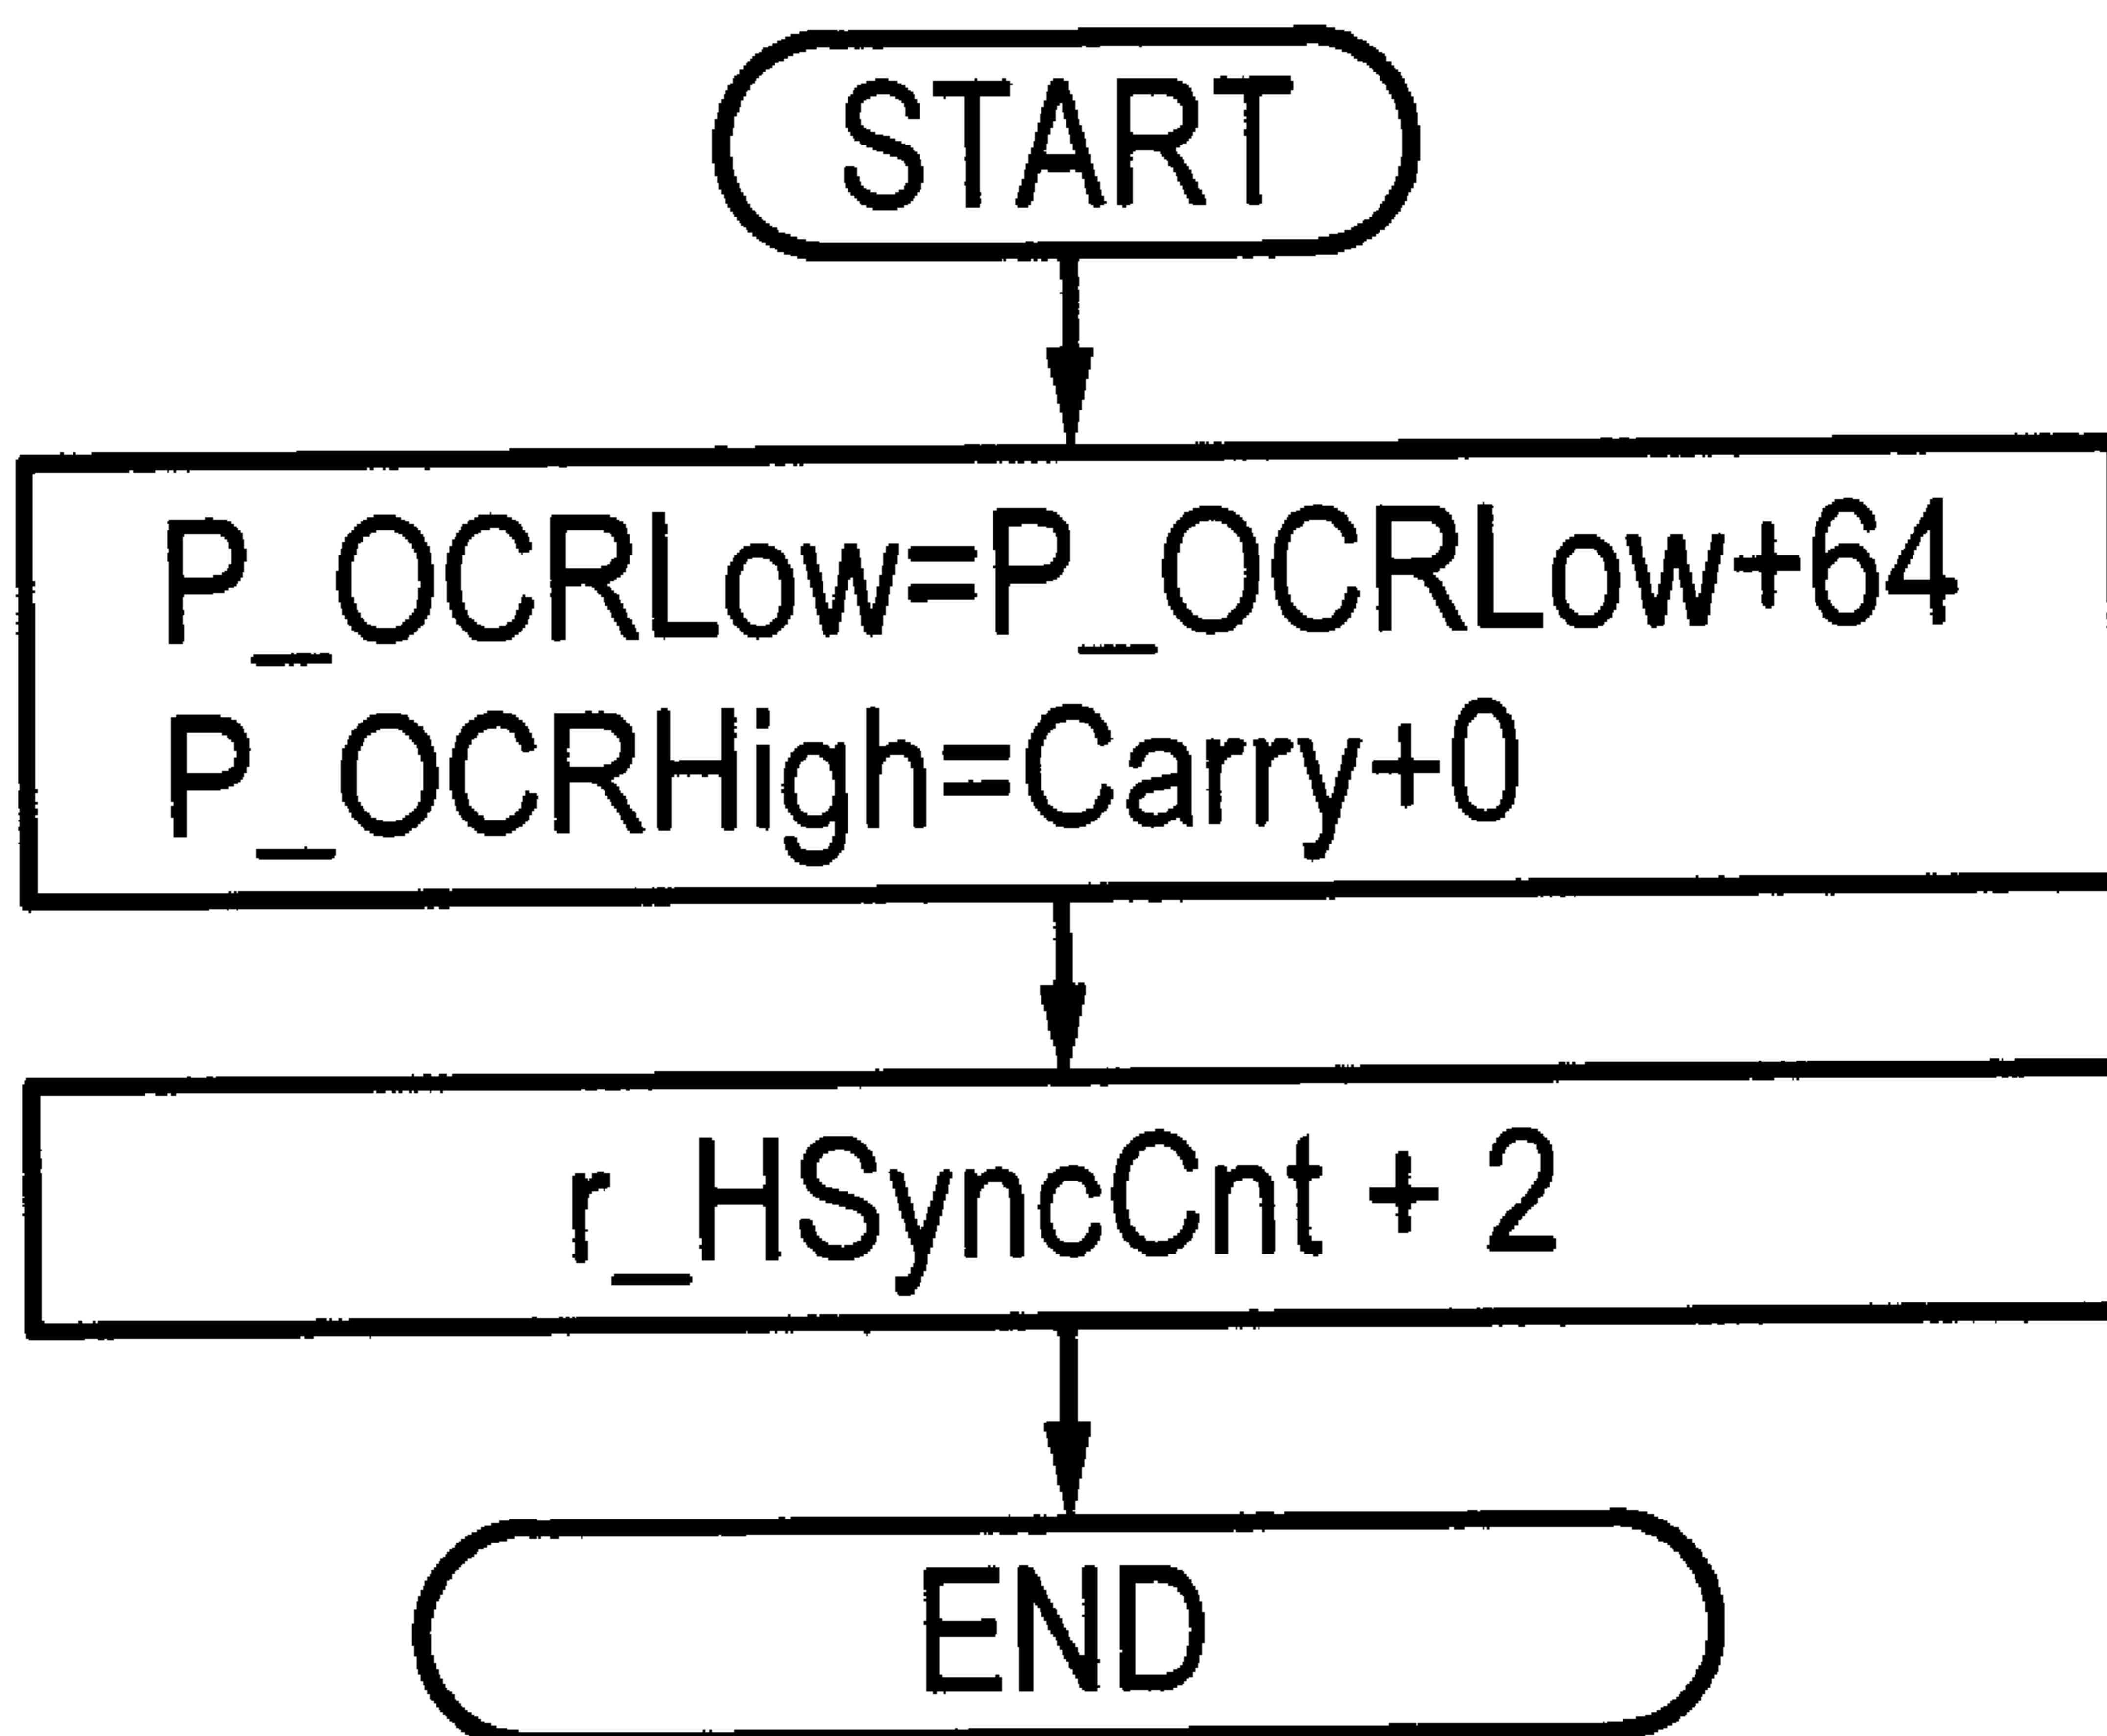 START
P_OCRLow=P_OCRLow+64
P_OCRHigh=Carry+0
r_HSyncCnt + 2
END